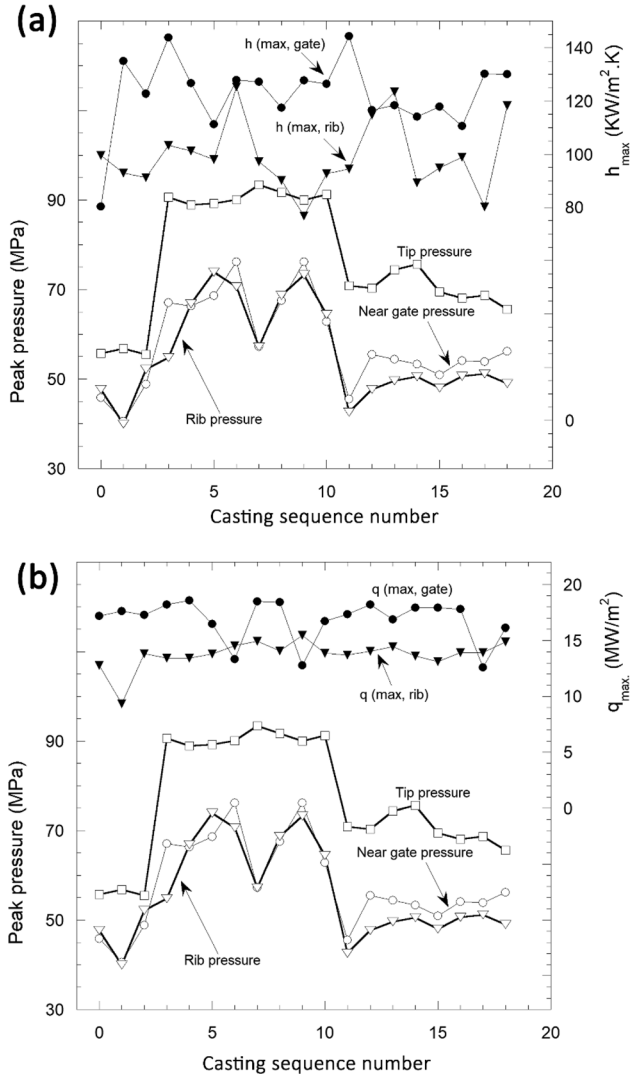 (a)
h (max, gate)
h (max, rib)
Tip pressure
Near gate pressure
Rib pressure
Peak pressure (MPa)
90
70
50
30
h_max (KW/m².K)
140
120
100
80
0
0 5 10 15 20
Casting sequence number
(b)
q (max, gate)
q (max, rib)
Tip pressure
Near gate pressure
Rib pressure
Peak pressure (MPa)
90
70
50
30
q_max. (MW/m²)
20
15
10
5
0
0 5 10 15 20
Casting sequence number